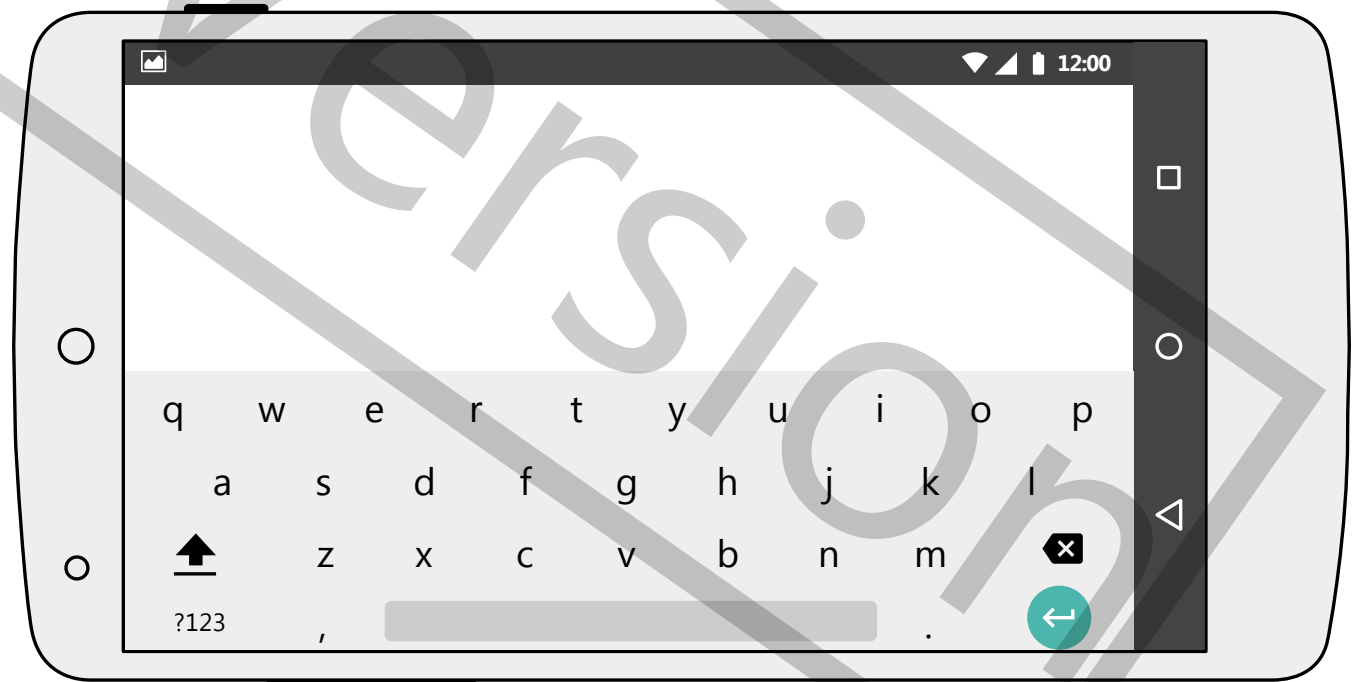 12:00
ersion
q w e r t y u i o p
a s d f g h j k l
z x c v b n m
?123 , .